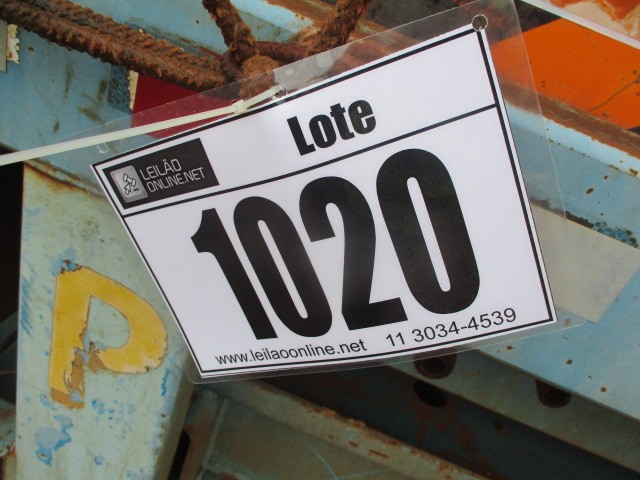 Lote
LEILÃO
ONLINE.NET
1020
www.leilaoonline.net 11 3034-4539
P